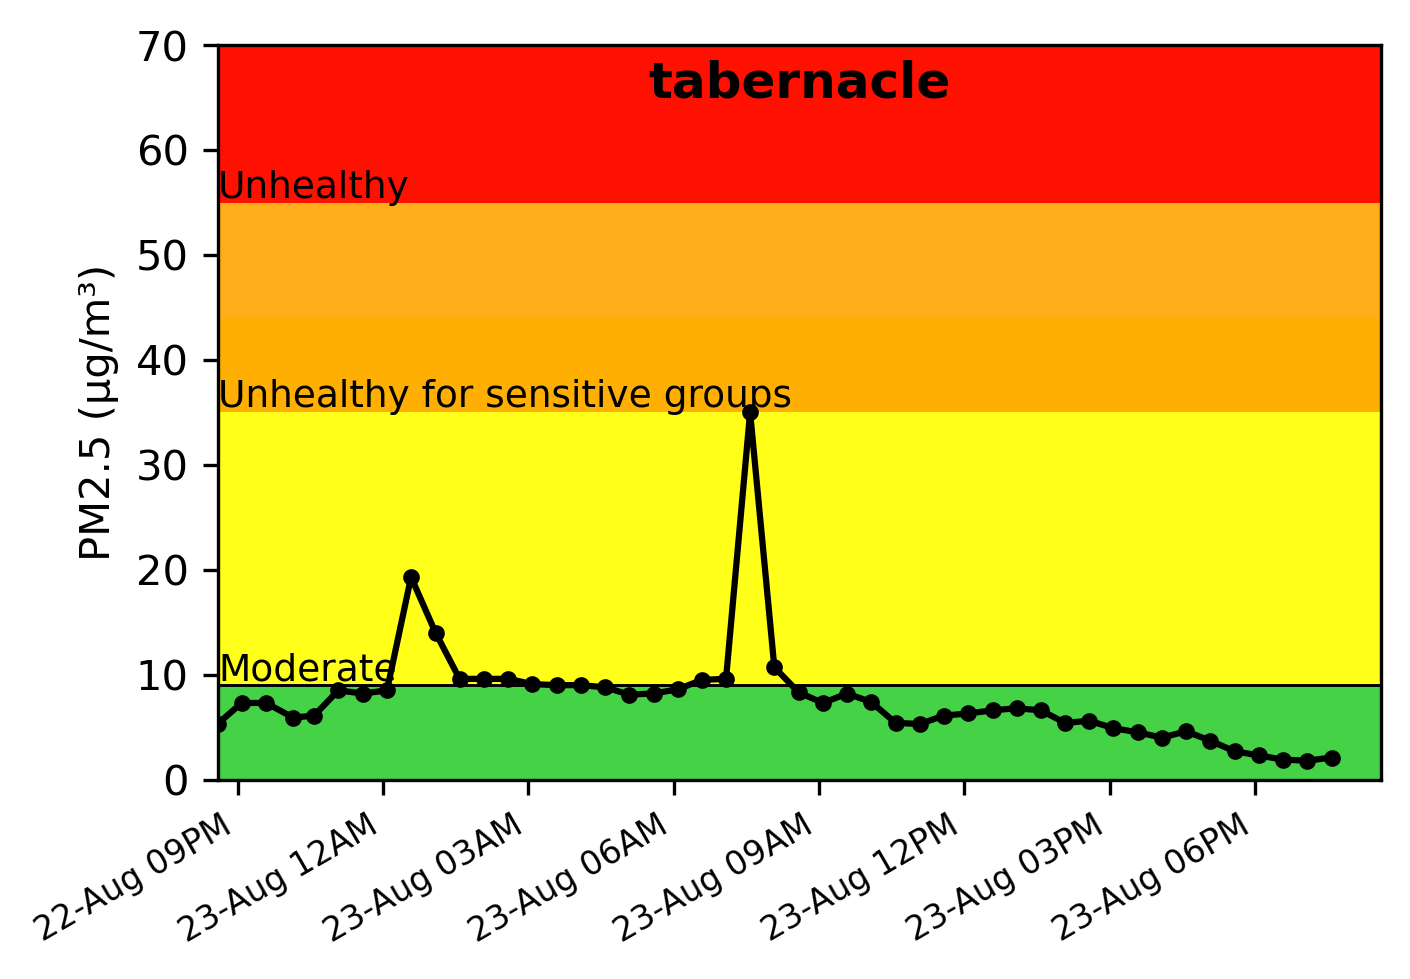 tabernacle
PM2.5 (µg/m³)
70
60
Unhealthy
50
40
Unhealthy for sensitive groups
30
20
10
Moderate
0
22-Aug 09PM
23-Aug 12AM
23-Aug 03AM
23-Aug 06AM
23-Aug 09AM
23-Aug 12PM
23-Aug 03PM
23-Aug 06PM